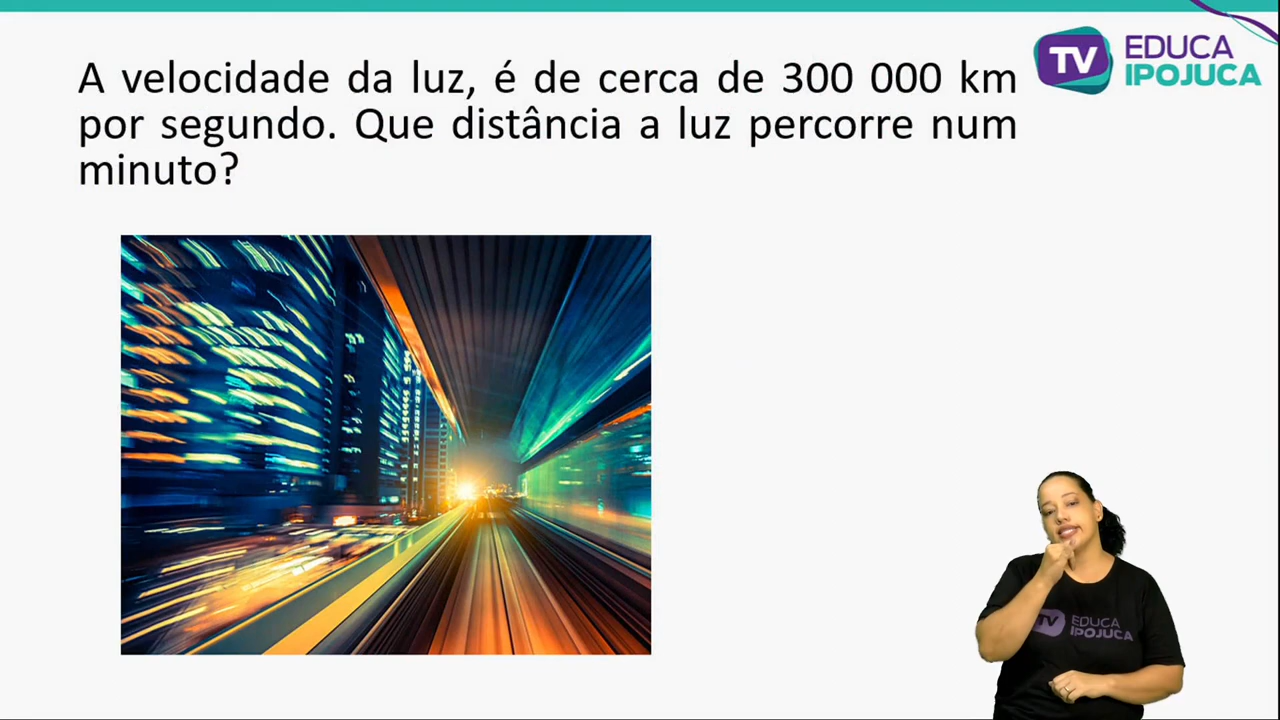 A velocidade da luz, é de cerca de 300 000 km
por segundo. Que distância a luz percorre num
minuto?
TV EDUCA
IPOJUCA
TV EDUCA
IPOJUCA